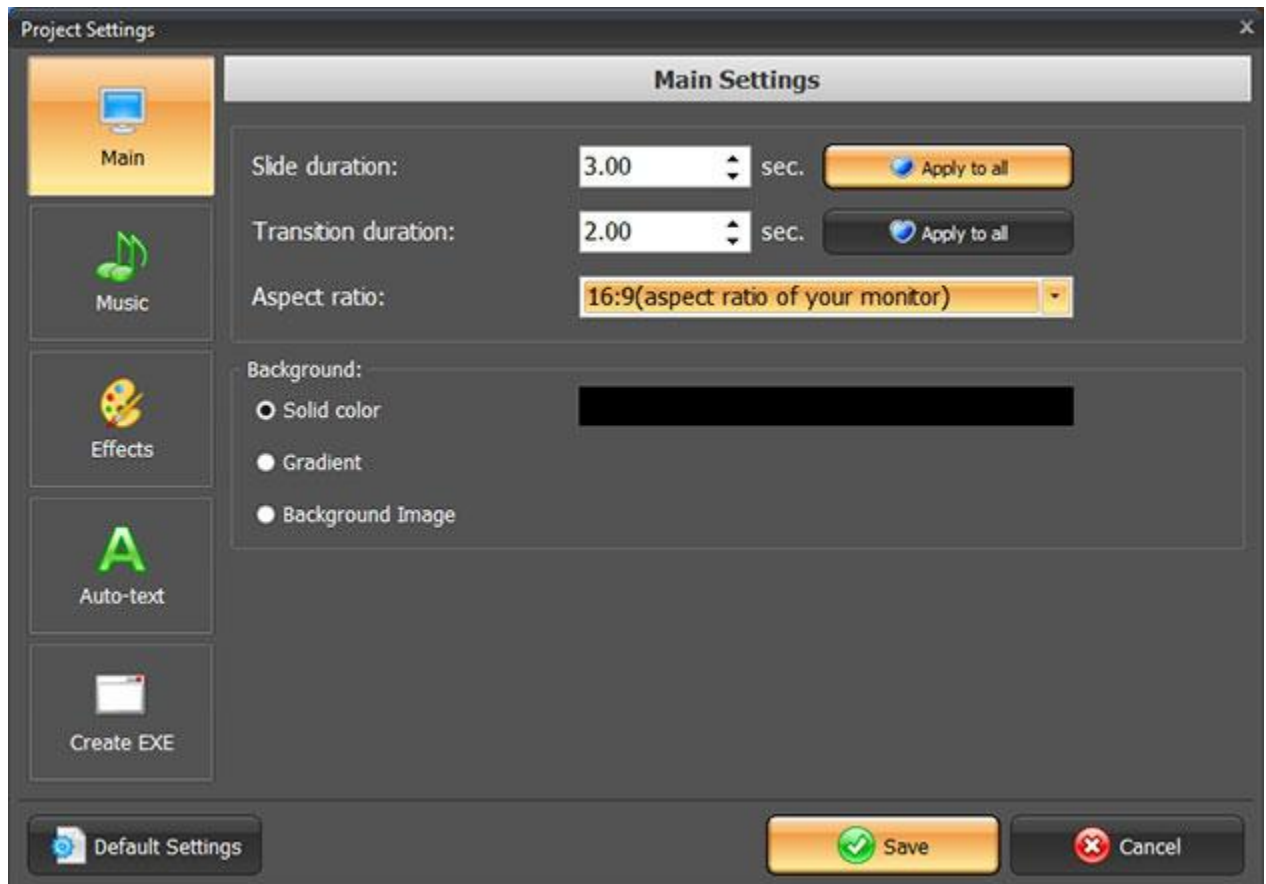 Project Settings
Main Settings
Main
Slide duration: 3.00 sec. Apply to all
Transition duration: 2.00 sec. Apply to all
Music
Aspect ratio: 16:9(aspect ratio of your monitor)
Background:
Solid color
Effects
Gradient
Background Image
A
Auto-text
Create EXE
Default Settings Save Cancel